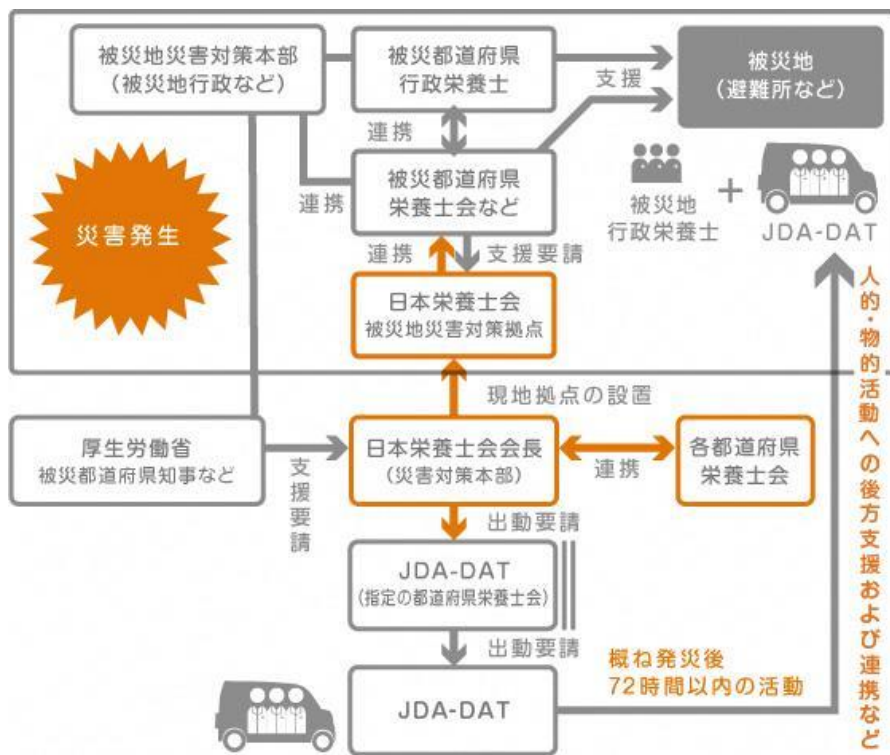 被災地災害対策本部
（被災地行政など）
被災都道府県
行政栄養士
支援
被災地
（避難所など）
連携
災害発生
連携
被災都道府県
栄養士会など
被災地
行政栄養士
+
JDA-DAT
連携
支援要請
日本栄養士会
被災地災害対策拠点
現地拠点の設置
厚生労働省
被災都道府県知事など
支援要請
日本栄養士会会長
（災害対策本部）
連携
各都道府県
栄養士会
出動要請
JDA-DAT
（指定の都道府県栄養士会）
出動要請
JDA-DAT
概ね発災後
72時間以内の活動
人的・物的活動への後方支援および連携など